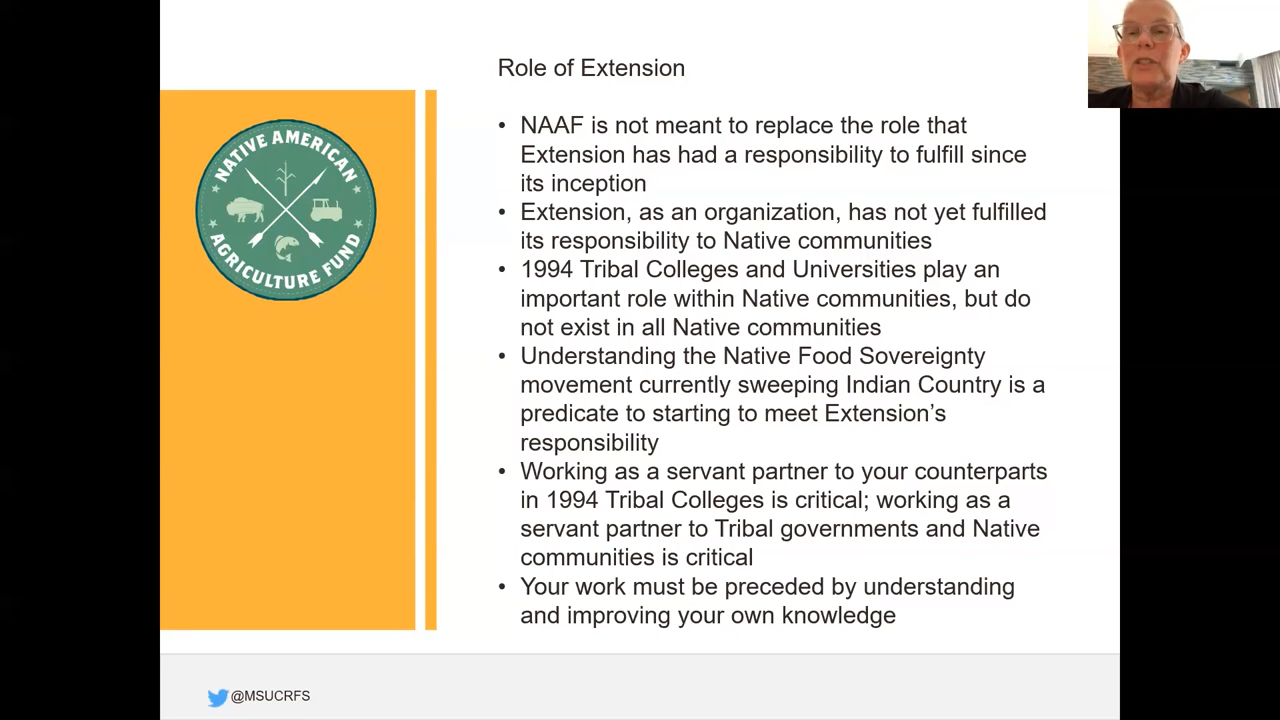 Role of Extension
NATIVE AMERICAN
AGRICULTURE FUND
• NAAF is not meant to replace the role that
Extension has had a responsibility to fulfill since
its inception
• Extension, as an organization, has not yet fulfilled
its responsibility to Native communities
• 1994 Tribal Colleges and Universities play an
important role within Native communities, but do
not exist in all Native communities
• Understanding the Native Food Sovereignty
movement currently sweeping Indian Country is a
predicate to starting to meet Extension’s
responsibility
• Working as a servant partner to your counterparts
in 1994 Tribal Colleges is critical; working as a
servant partner to Tribal governments and Native
communities is critical
• Your work must be preceded by understanding
and improving your own knowledge
@MSUCRFS